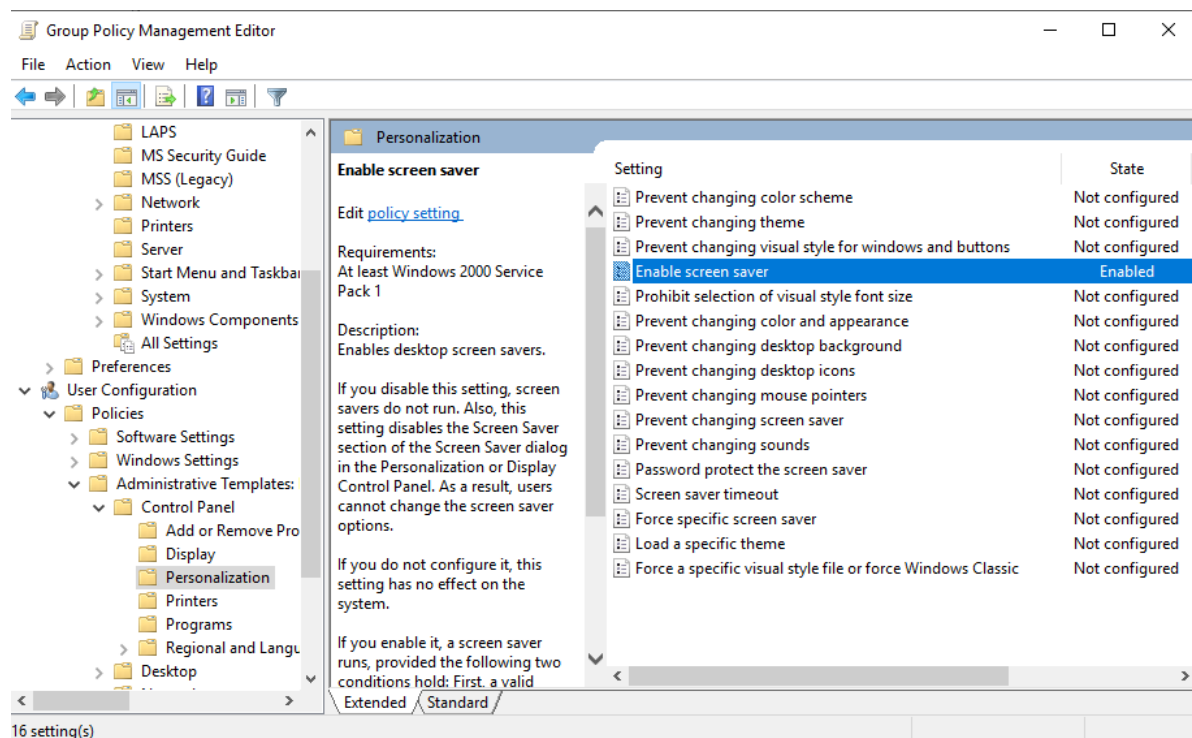 Group Policy Management Editor
File Action View Help
LAPS
MS Security Guide
MSS (Legacy)
Network
Printers
Server
Start Menu and Taskbar
System
Windows Components
All Settings
Preferences
User Configuration
Policies
Software Settings
Windows Settings
Administrative Templates:
Control Panel
Add or Remove Pro
Display
Personalization
Printers
Programs
Regional and Langu
Desktop
Personalization
Enable screen saver
Edit policy setting
Requirements:
At least Windows 2000 Service
Pack 1
Description:
Enables desktop screen savers.
If you disable this setting, screen
savers do not run. Also, this
setting disables the Screen Saver
section of the Screen Saver dialog
in the Personalization or Display
Control Panel. As a result, users
cannot change the screen saver
options.
If you do not configure it, this
setting has no effect on the
system.
If you enable it, a screen saver
runs, provided the following two
conditions hold: First, a valid
Setting State
Prevent changing color scheme Not configured
Prevent changing theme Not configured
Prevent changing visual style for windows and buttons Not configured
Enable screen saver Enabled
Prohibit selection of visual style font size Not configured
Prevent changing color and appearance Not configured
Prevent changing desktop background Not configured
Prevent changing desktop icons Not configured
Prevent changing mouse pointers Not configured
Prevent changing screen saver Not configured
Prevent changing sounds Not configured
Password protect the screen saver Not configured
Screen saver timeout Not configured
Force specific screen saver Not configured
Load a specific theme Not configured
Force a specific visual style file or force Windows Classic Not configured
Extended Standard
16 setting(s)